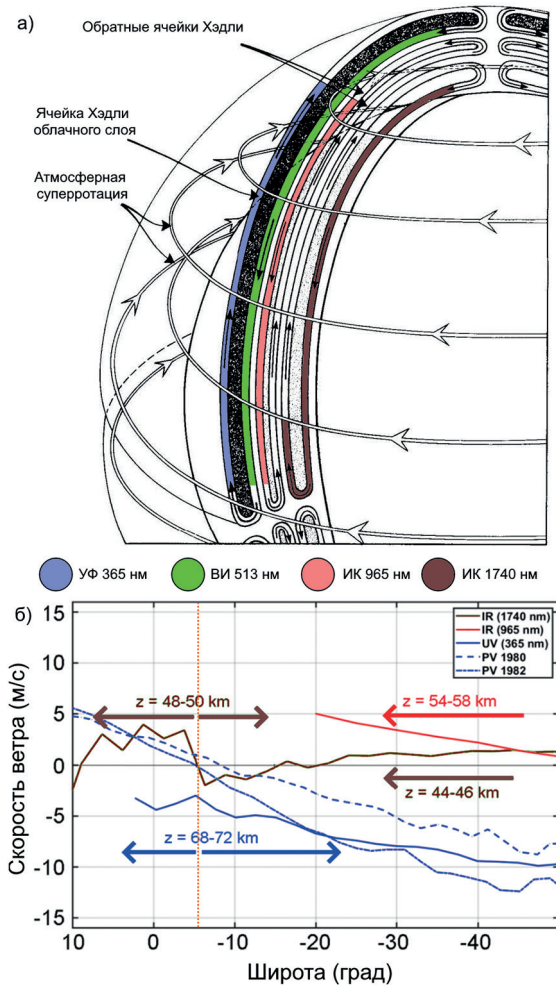 а)
Обратные ячейки Хэдли
Ячейка Хэдли
облачного слоя
Атмосферная
суперротация
УФ 365 нм
ВИ 513 нм
ИК 965 нм
ИК 1740 нм
б)
IR (1740 nm)
IR (965 nm)
UV (365 nm)
PV 1980
PV 1982
z = 48-50 km
z = 54-58 km
z = 44-46 km
z = 68-72 km
Скорость ветра (м/с)
15
10
5
0
-5
-10
-15
10
0
-10
-20
-30
-40
Широта (град)